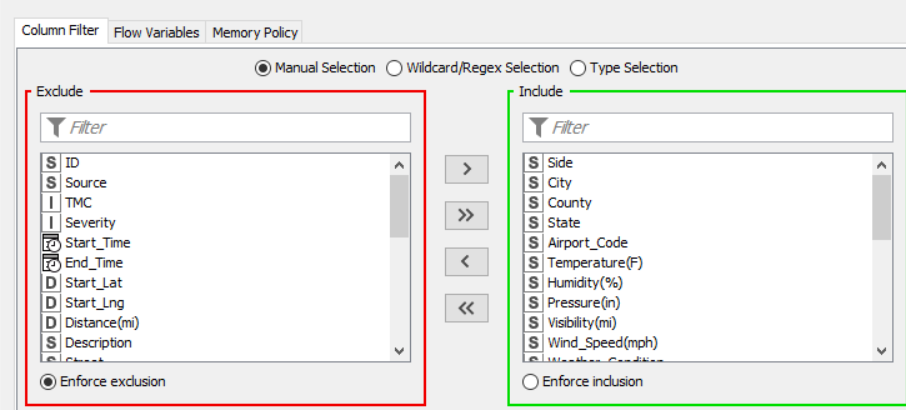 Column Filter Flow Variables Memory Policy
Manual Selection Wildcard/Regex Selection Type Selection
Exclude
Filter
S ID
S Source
I TMC
I Severity
Start_Time
End_Time
D Start_Lat
D Start_Lng
D Distance(mi)
S Description
S Street
Enforce exclusion
>
>>
<
<<
Include
Filter
S Side
S City
S County
S State
S Airport_Code
S Temperature(F)
S Humidity(%)
S Pressure(in)
S Visibility(mi)
S Wind_Speed(mph)
S Weather_Condition
Enforce inclusion